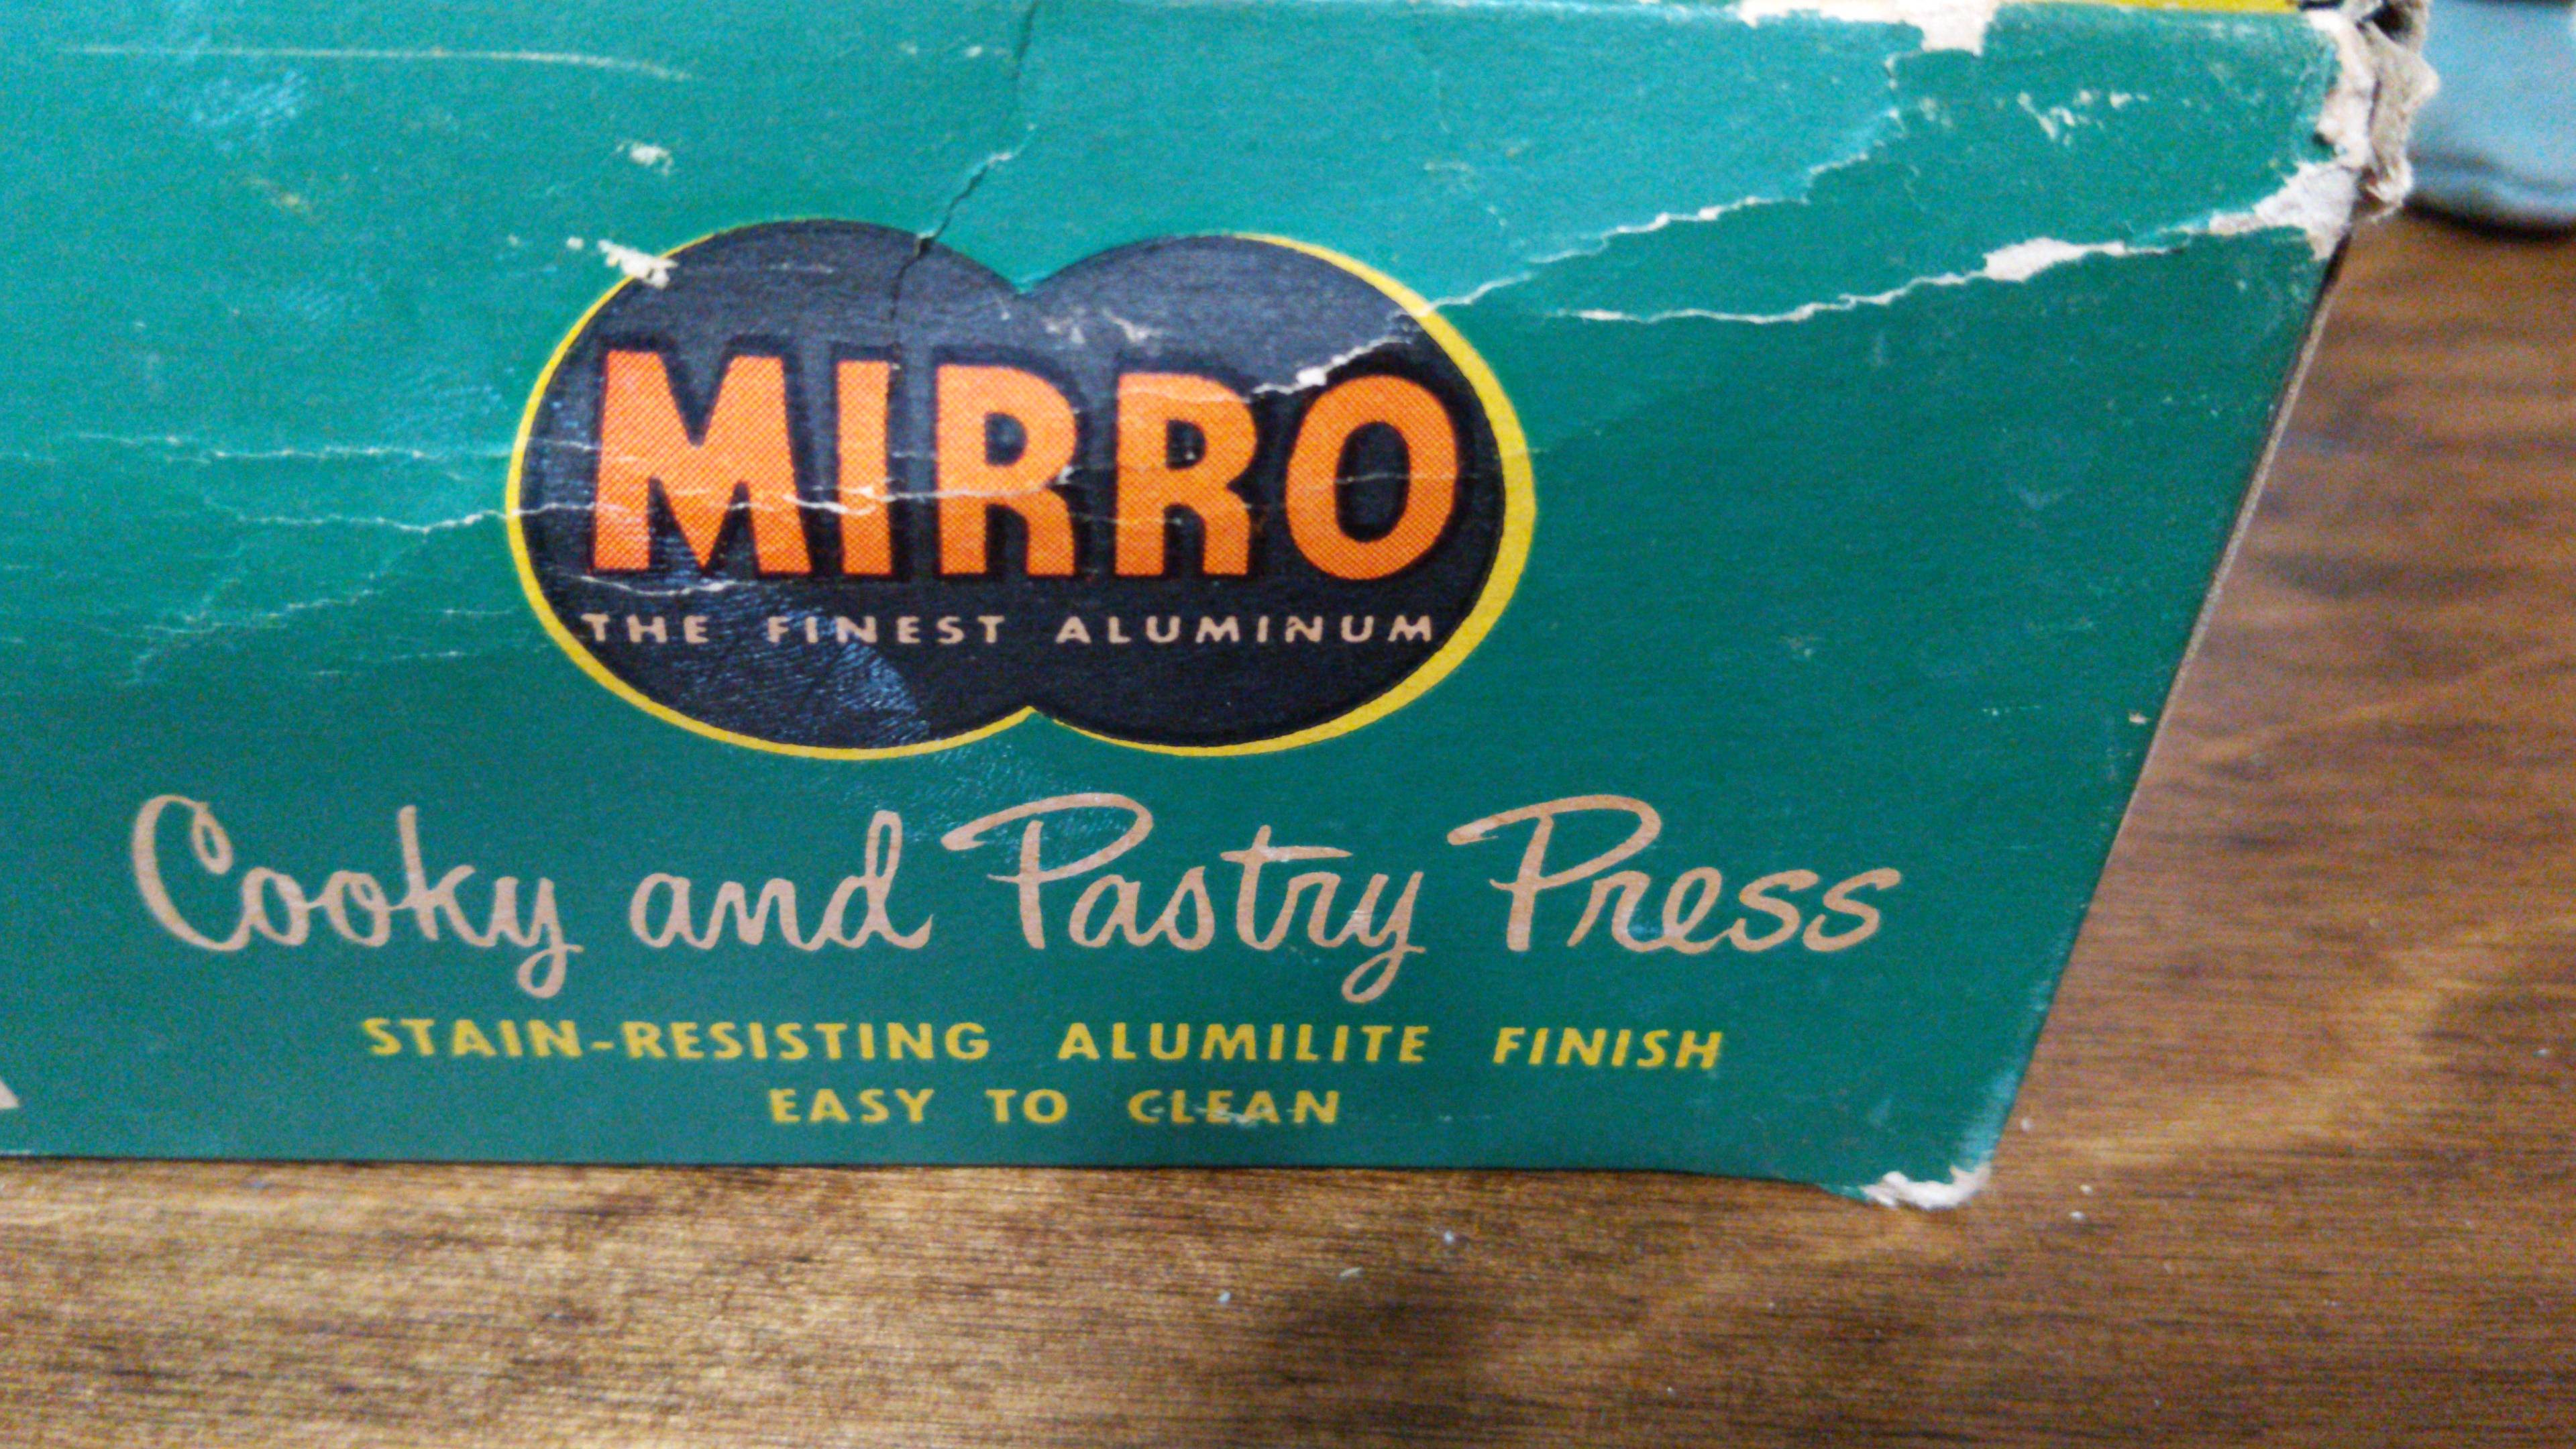 MIRRO
THE FINEST ALUMINUM
Cooky and Pastry Press
STAIN-RESISTING ALUMILITE FINISH
EASY TO CLEAN